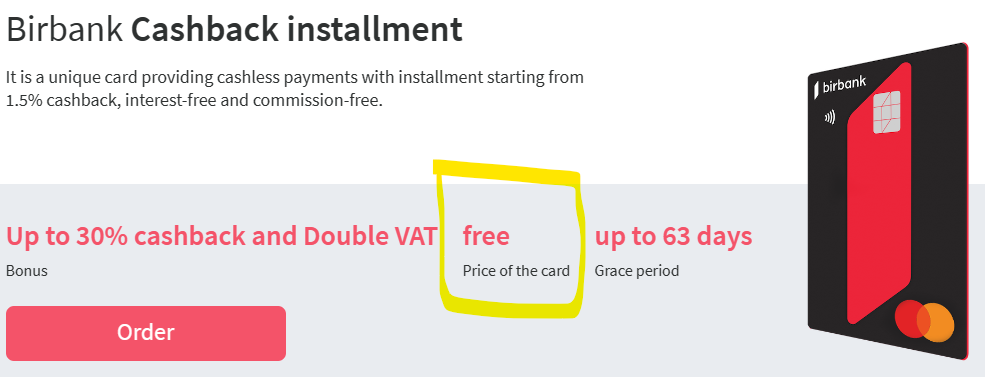 Birbank Cashback installment
It is a unique card providing cashless payments with installment starting from
1.5% cashback, interest-free and commission-free.
birbank
Up to 30% cashback and Double VAT
Bonus
free
Price of the card
up to 63 days
Grace period
Order